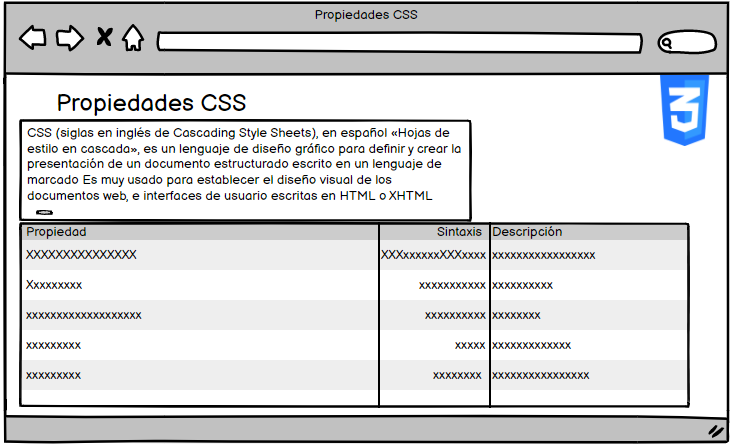 Propiedades CSS
Propiedades CSS
3
CSS (siglas en inglés de Cascading Style Sheets), en español «Hojas de
estilo en cascada», es un lenguaje de diseño gráfico para definir y crear la
presentación de un documento estructurado escrito en un lenguaje de
marcado Es muy usado para establecer el diseño visual de los
documentos web, e interfaces de usuario escritas en HTML o XHTML
Propiedad Sintaxis Descripción
XXXXXXXXXXXXXXX XXXxxxxxxXXXxxxx xxxxxxxxxxxxxxxxx
Xxxxxxxxx xxxxxxxxxxx xxxxxxxxxx
xxxxxxxxxxxxxxxxxxx xxxxxxxxxx xxxxxxxx
xxxxxxxxx xxxxx xxxxxxxxxxxxx
xxxxxxxxx xxxxxxxx xxxxxxxxxxxxxxxx